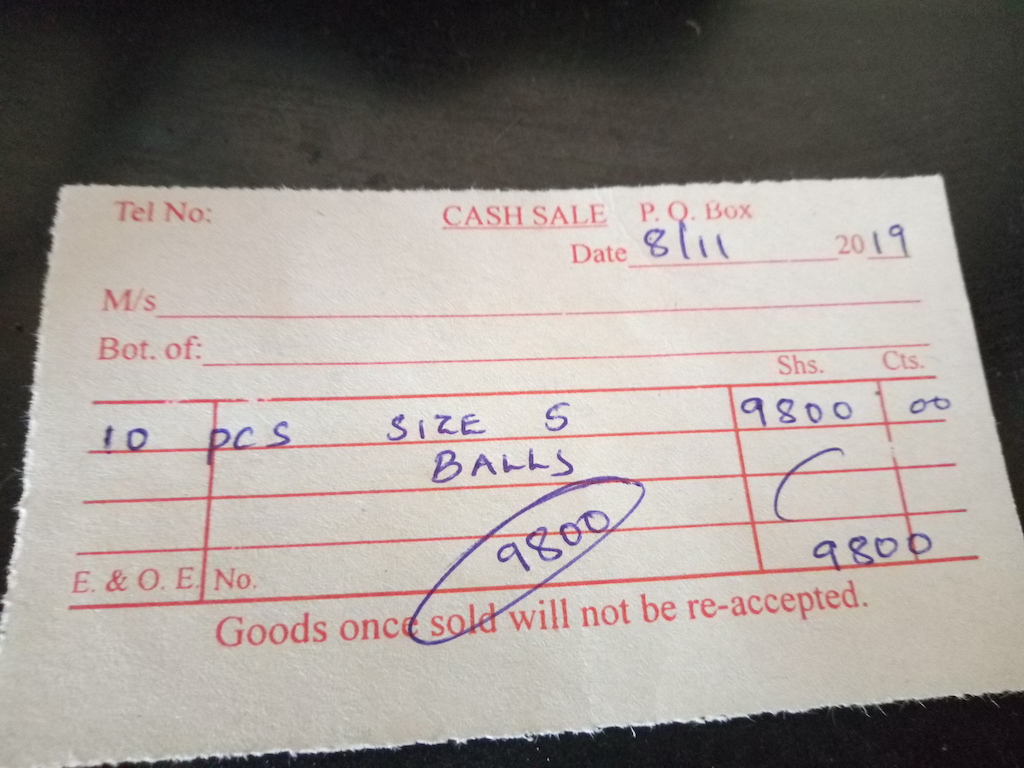 Tel No: CASH SALE P. O. Box
Date 8/11 2019
M/s
Bot. of:
Shs. Cts.
10 pcs SIZE 5 9800 00
BALLS
9800
9800
E. & O. E. No.
Goods once sold will not be re-accepted.